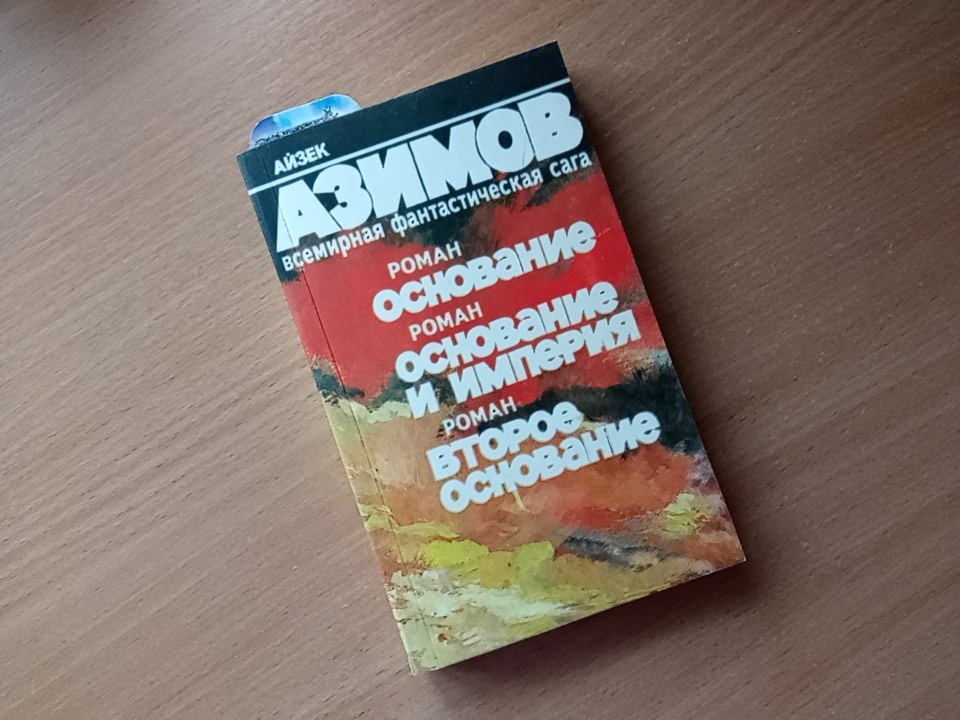 АЙЗЕК
АЗИМОВ
всемирная фантастическая сага
РОМАН
ОСНОВАНИЕ
РОМАН
ОСНОВАНИЕ
И ИМПЕРИЯ
РОМАН
ВТОРОЕ
ОСНОВАНИЕ